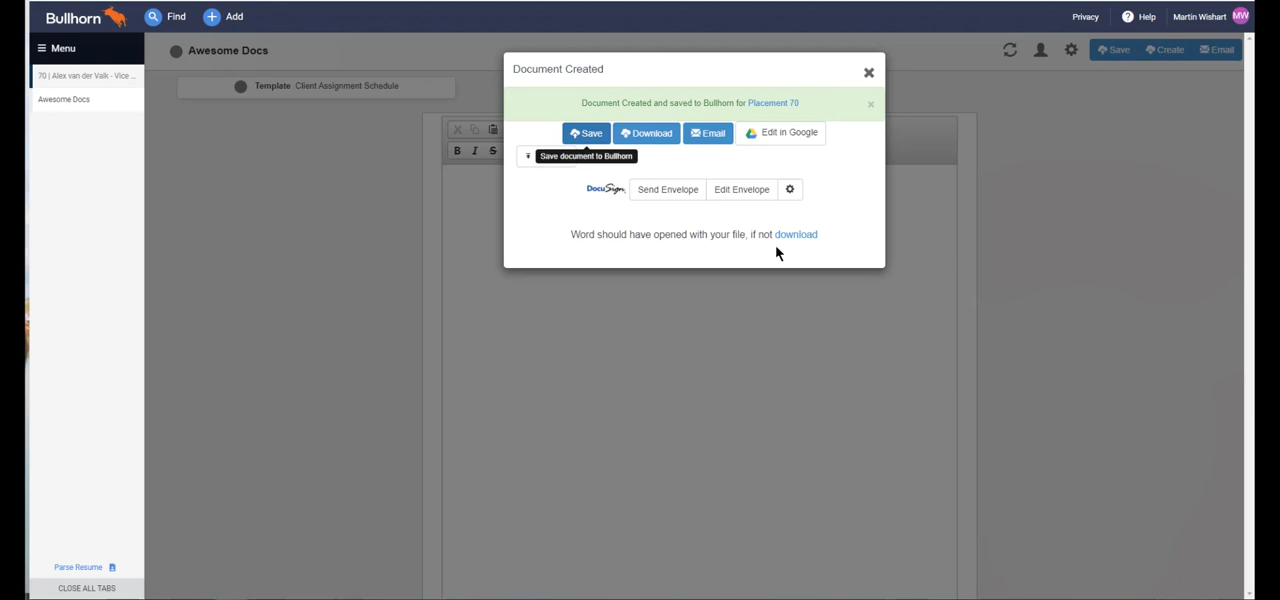 Bullhorn
Find
Add
Privacy
Help
Martin Wishart
MW
Menu
Awesome Docs
Save
Create
Email
70 | Alex van der Valk - Vice ...
Awesome Docs
Template Client Assignment Schedule
B I S
Document Created
Document Created and saved to Bullhorn for Placement 70
Save
Download
Email
Edit in Google
Save document to Bullhorn
DocuSign
Send Envelope
Edit Envelope
Word should have opened with your file, if not download
Parse Resume
CLOSE ALL TABS